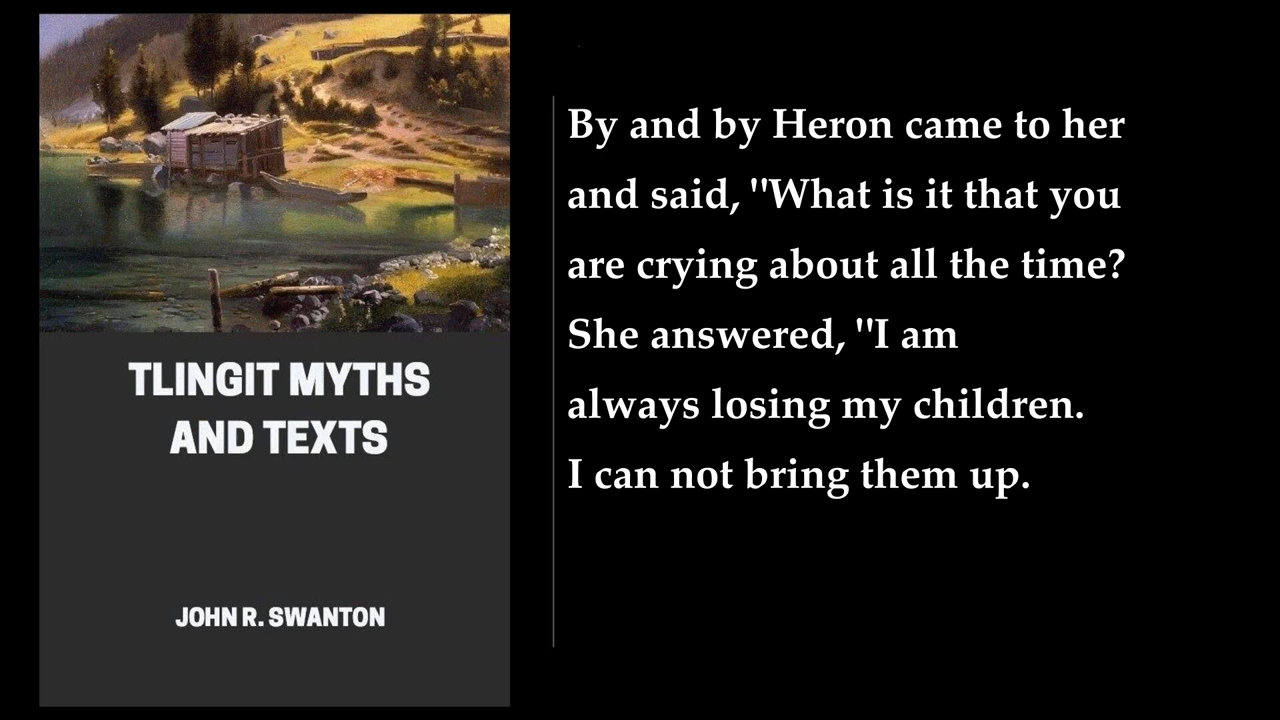 TLINGIT MYTHS
AND TEXTS
JOHN R. SWANTON
By and by Heron came to her
and said, "What is it that you
are crying about all the time?
She answered, "I am
always losing my children.
I can not bring them up.